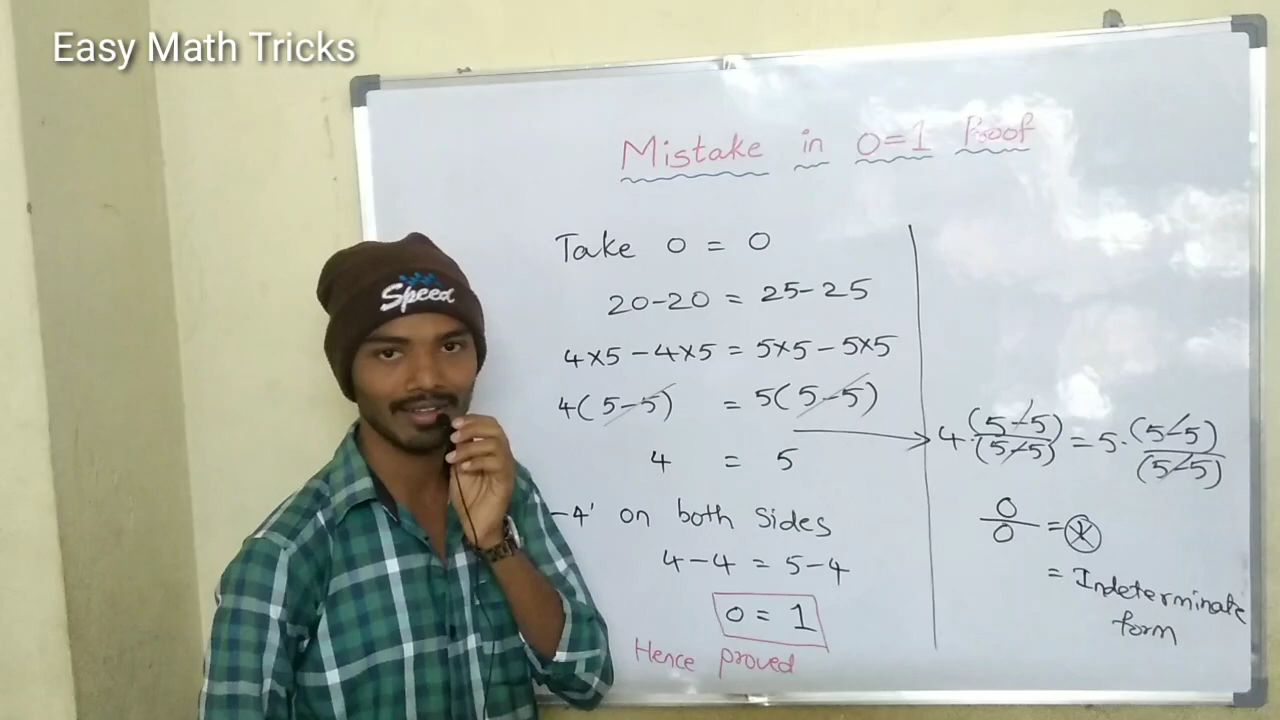 Easy Math Tricks
Speed
Mistake in 0=1 Proof
Take 0 = 0
20-20 = 25-25
4×5-4×5 = 5×5-5×5
4(5-5) = 5(5-5)
4 = 5
-4' on both sides
4-4 = 5-4
0 = 1
Hence proved
4·(5-5)/(5-5) = 5·(5-5)/(5-5)
0/0 =
= Indeterminate
form